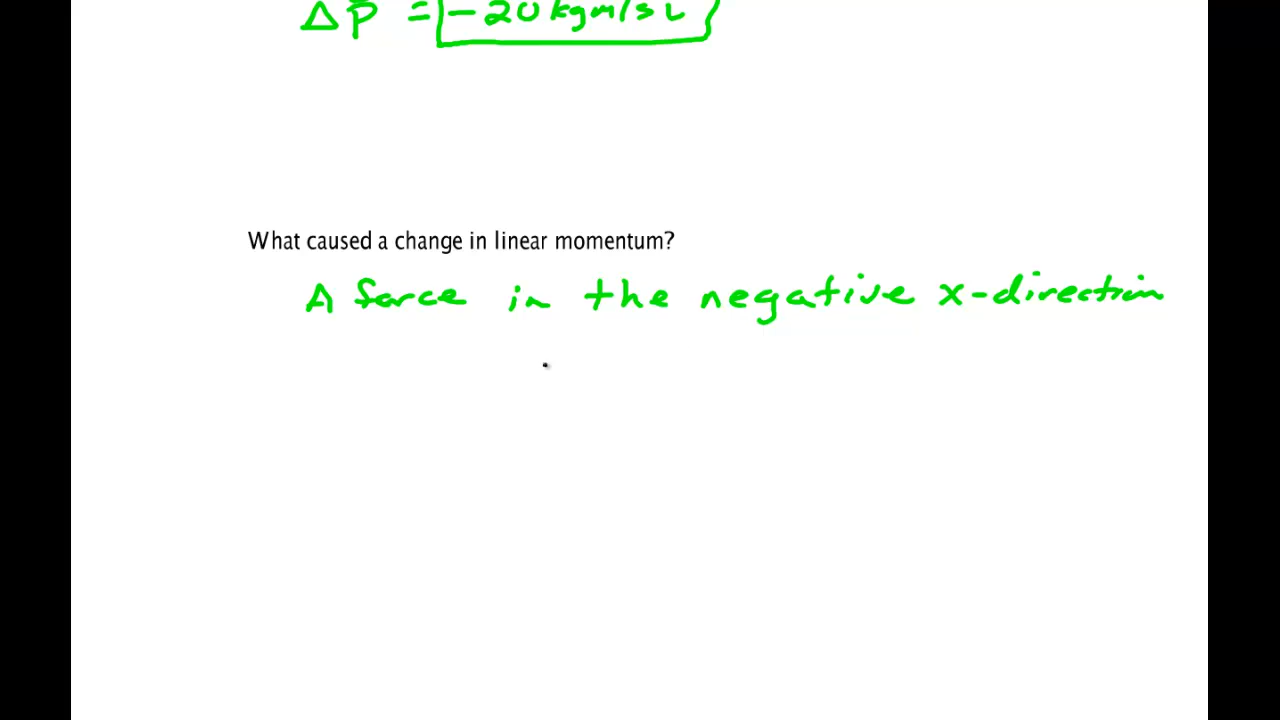 Δp̄ = -20 kgm/s î
What caused a change in linear momentum?
A force in the negative x-direction